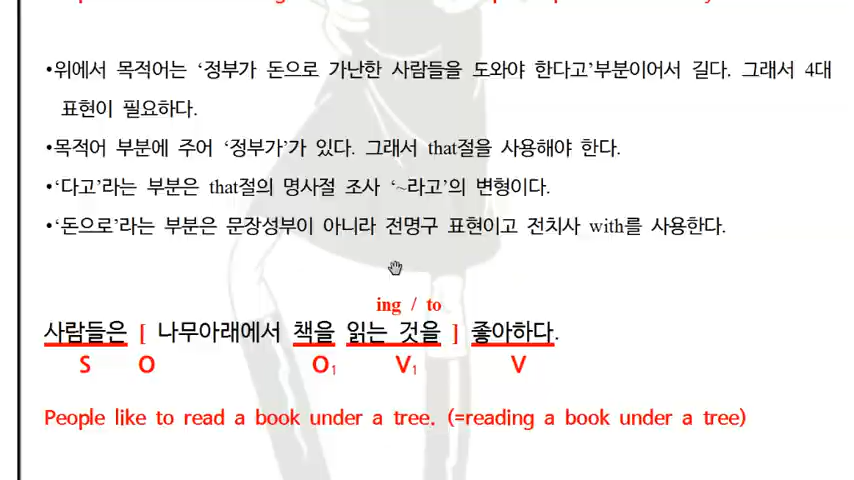 •위에서 목적어는 ‘정부가 돈으로 가난한 사람들을 도와야 한다고’부분이어서 길다. 그래서 4대
표현이 필요하다.
•목적어 부분에 주어 ‘정부가’가 있다. 그래서 that절을 사용해야 한다.
•‘다고’라는 부분은 that절의 명사절 조사 ‘~라고’의 변형이다.
•‘돈으로’라는 부분은 문장성부이 아니라 전명구 표현이고 전치사 with를 사용한다.
ing / to
사람들은 [ 나무아래에서 책을 읽는 것을 ] 좋아하다.
S O O₁ V₁ V
People like to read a book under a tree. (=reading a book under a tree)